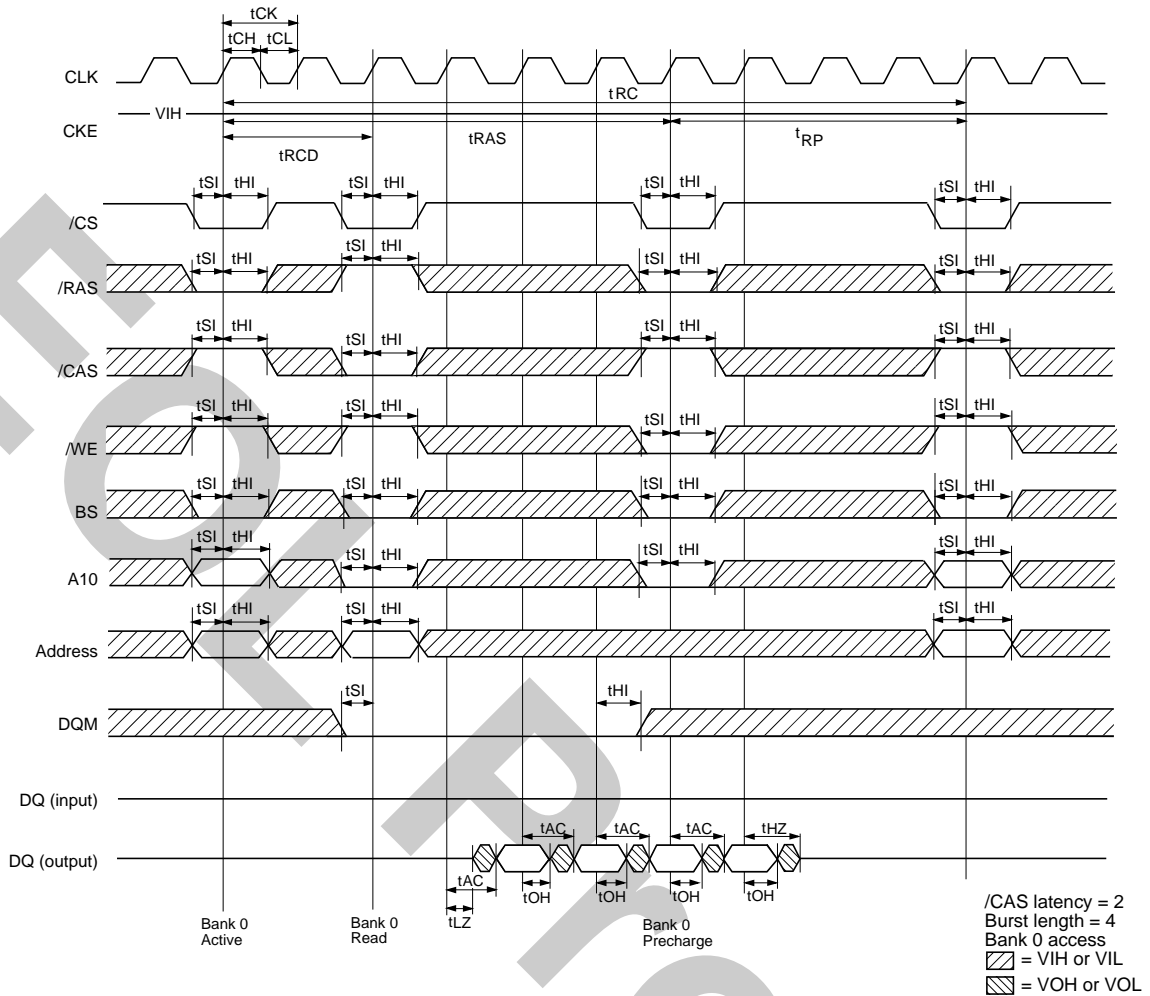 tCK
tCH tCL
CLK
tRC
VIH
CKE
tRAS
tRP
tRCD
tSI tHI tSI tHI tSI tHI tSI tHI
/CS
tSI tHI tSI tHI tSI tHI tSI tHI
/RAS
tSI tHI tSI tHI tSI tHI tSI tHI
/CAS
tSI tHI tSI tHI tSI tHI tSI tHI
/WE
tSI tHI tSI tHI tSI tHI tSI tHI
BS
tSI tHI tSI tHI tSI tHI tSI tHI
A10
tSI tHI tSI tHI tSI tHI
Address
tSI tHI
DQM
DQ (input)
tAC tAC tAC tHZ
DQ (output)
tAC
tOH tOH tOH tOH
tLZ
Bank 0
Active
Bank 0
Read
Bank 0
Precharge
/CAS latency = 2
Burst length = 4
Bank 0 access
= VIH or VIL
= VOH or VOL
EOL Pro